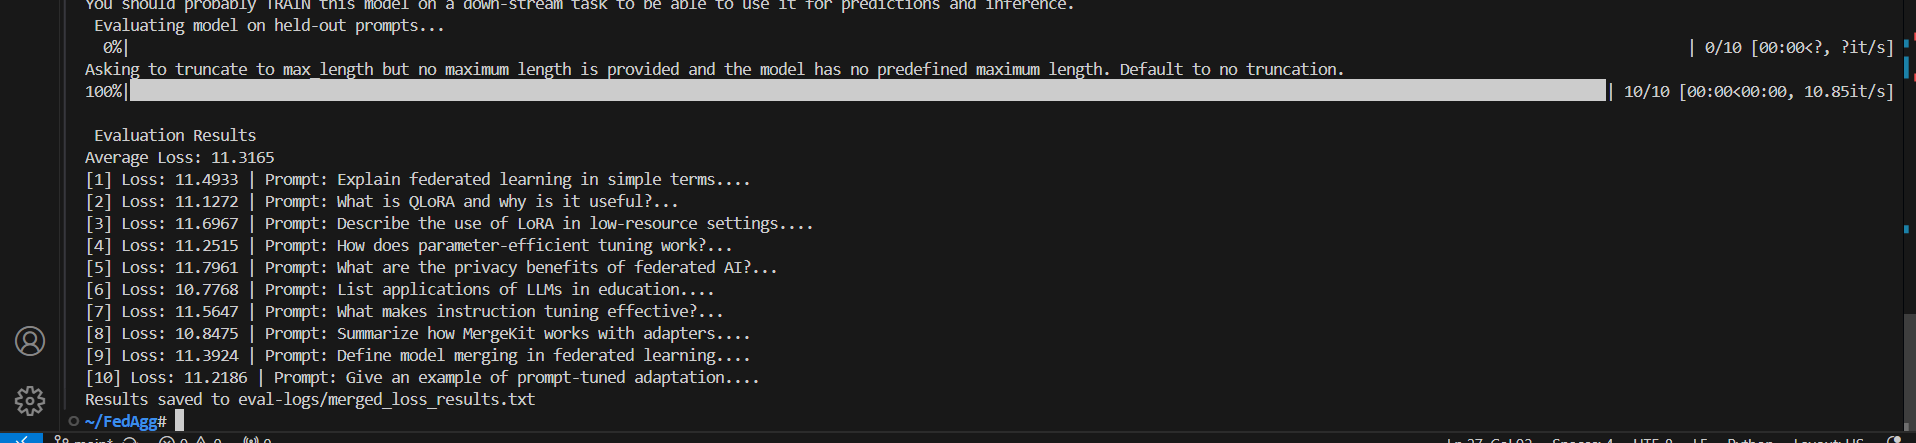 You should probably TRAIN this model on a down-stream task to be able to use it for predictions and inference.
Evaluating model on held-out prompts...
0%| | 0/10 [00:00<?, ?it/s]
Asking to truncate to max_length but no maximum length is provided and the model has no predefined maximum length. Default to no truncation.
100%| | 10/10 [00:00<00:00, 10.85it/s]
Evaluation Results
Average Loss: 11.3165
[1] Loss: 11.4933 | Prompt: Explain federated learning in simple terms....
[2] Loss: 11.1272 | Prompt: What is QLoRA and why is it useful?...
[3] Loss: 11.6967 | Prompt: Describe the use of LoRA in low-resource settings....
[4] Loss: 11.2515 | Prompt: How does parameter-efficient tuning work?...
[5] Loss: 11.7961 | Prompt: What are the privacy benefits of federated AI?...
[6] Loss: 10.7768 | Prompt: List applications of LLMs in education....
[7] Loss: 11.5647 | Prompt: What makes instruction tuning effective?...
[8] Loss: 10.8475 | Prompt: Summarize how MergeKit works with adapters....
[9] Loss: 11.3924 | Prompt: Define model merging in federated learning....
[10] Loss: 11.2186 | Prompt: Give an example of prompt-tuned adaptation....
Results saved to eval-logs/merged_loss_results.txt
~/FedAgg#